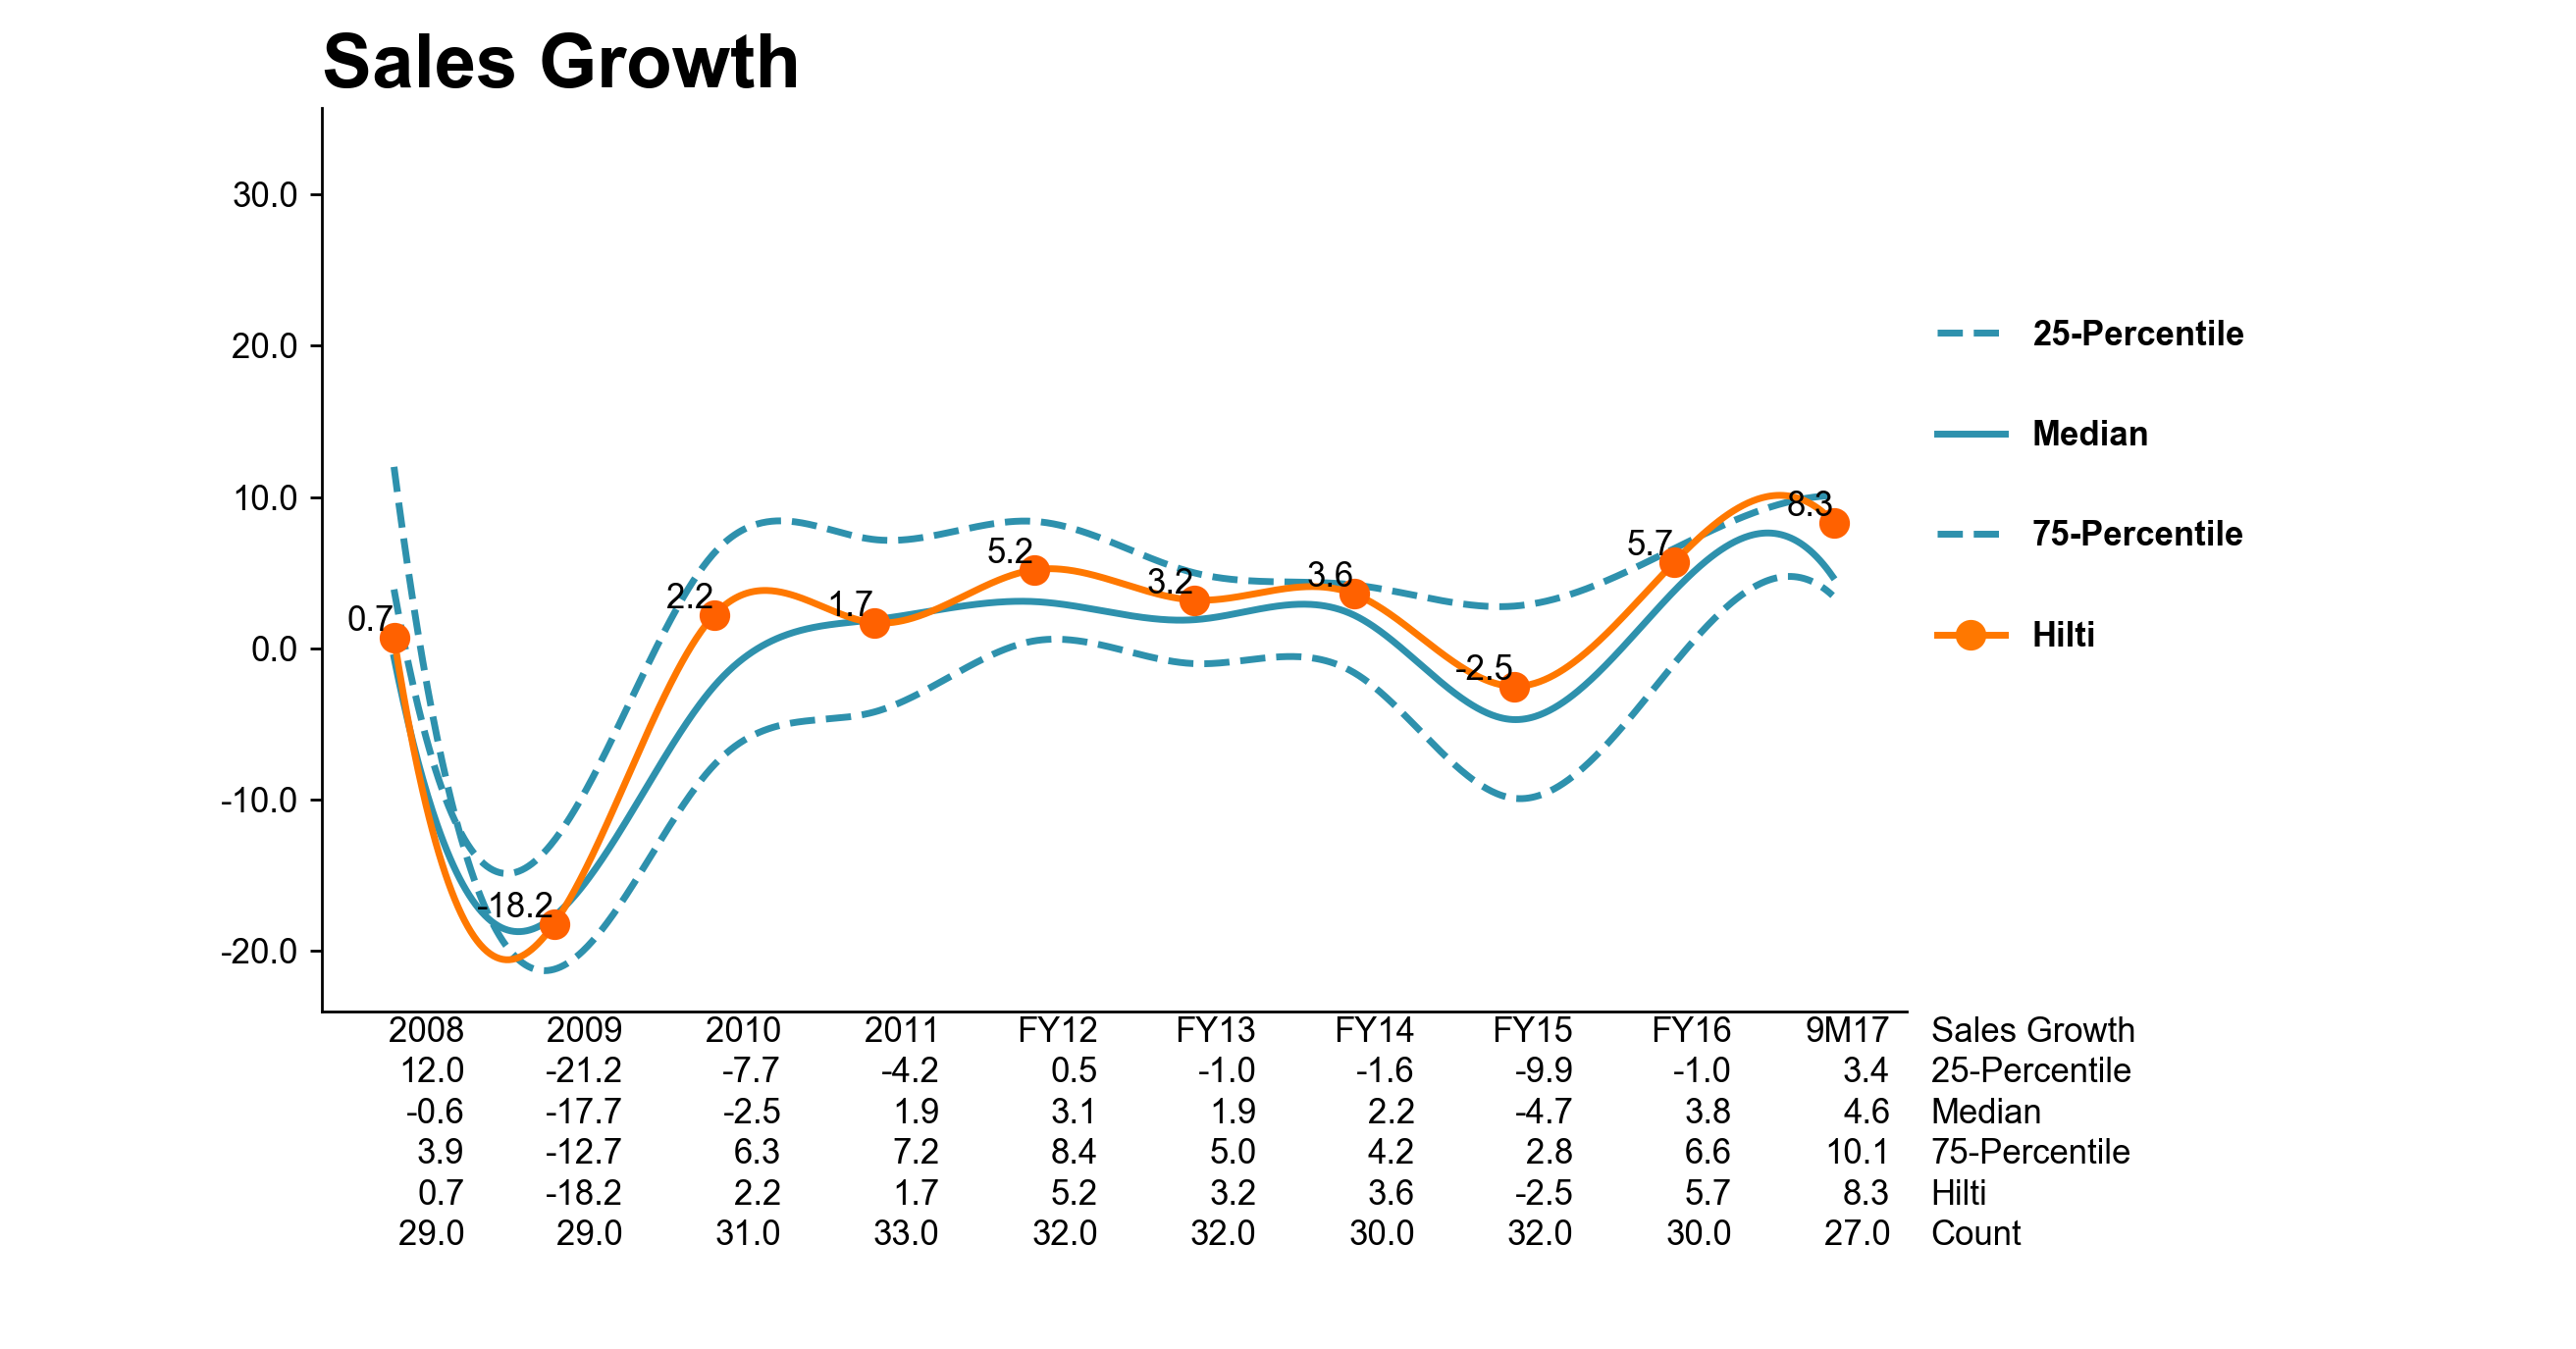 Sales Growth
30.0
20.0
10.0
0.0
-10.0
-20.0
0.7
-18.2
2.2
1.7
5.2
3.2
3.6
-2.5
5.7
8.3
25-Percentile
Median
75-Percentile
Hilti
2008 2009 2010 2011 FY12 FY13 FY14 FY15 FY16 9M17 Sales Growth
12.0 -21.2 -7.7 -4.2 0.5 -1.0 -1.6 -9.9 -1.0 3.4 25-Percentile
-0.6 -17.7 -2.5 1.9 3.1 1.9 2.2 -4.7 3.8 4.6 Median
3.9 -12.7 6.3 7.2 8.4 5.0 4.2 2.8 6.6 10.1 75-Percentile
0.7 -18.2 2.2 1.7 5.2 3.2 3.6 -2.5 5.7 8.3 Hilti
29.0 29.0 31.0 33.0 32.0 32.0 30.0 32.0 30.0 27.0 Count